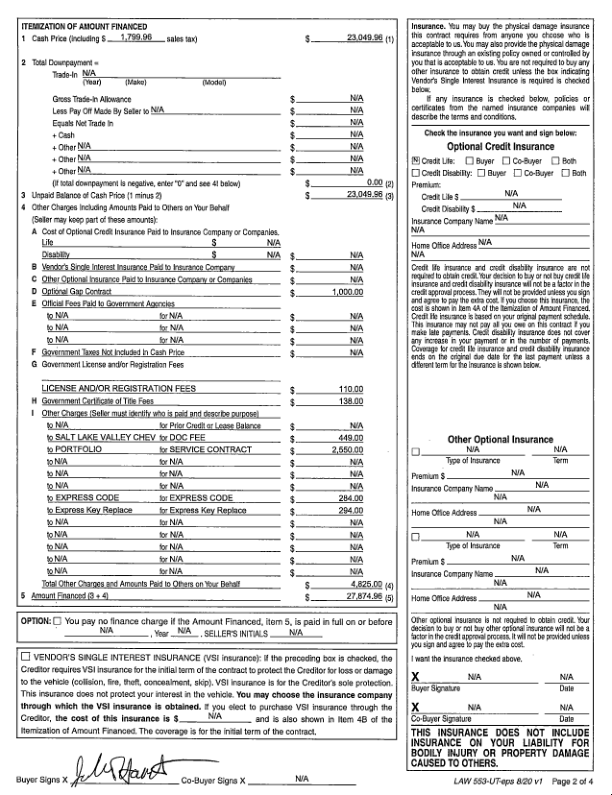 ITEMIZATION OF AMOUNT FINANCED
1 Cash Price (including $ 1,799.96 sales tax) $ 23,049.96 (1)
2 Total Downpayment =
Trade-In N/A
(Year) (Make) (Model)
Gross Trade-In Allowance $ N/A
Less Pay Off Made By Seller to N/A $ N/A
Equals Net Trade In $ N/A
+ Cash $ N/A
+ Other N/A $ N/A
+ Other N/A $ N/A
+ Other N/A $ N/A
(If total downpayment is negative, enter "0" and see 4I below) $ 0.00 (2)
3 Unpaid Balance of Cash Price (1 minus 2) $ 23,049.96 (3)
4 Other Charges Including Amounts Paid to Others on Your Behalf
(Seller may keep part of these amounts):
A Cost of Optional Credit Insurance Paid to Insurance Company or Companies.
Life $ N/A
Disability $ N/A $ N/A
B Vendor's Single Interest Insurance Paid to Insurance Company $ N/A
C Other Optional Insurance Paid to Insurance Company or Companies $ N/A
D Optional Gap Contract $ 1,000.00
E Official Fees Paid to Government Agencies
to N/A for N/A $ N/A
to N/A for N/A $ N/A
to N/A for N/A $ N/A
F Government Taxes Not Included in Cash Price $ N/A
G Government License and/or Registration Fees
LICENSE AND/OR REGISTRATION FEES $ 110.00
H Government Certificate of Title Fees $ 138.00
I Other Charges (Seller must identify who is paid and describe purpose)
to N/A for Prior Credit or Lease Balance $ N/A
to SALT LAKE VALLEY CHEV for DOC FEE $ 449.00
to PORTFOLIO for SERVICE CONTRACT $ 2,550.00
to N/A for N/A $ N/A
to N/A for N/A $ N/A
to N/A for N/A $ N/A
to EXPRESS CODE for EXPRESS CODE $ 284.00
to Express Key Replace for Express Key Replace $ 294.00
to N/A for N/A $ N/A
to N/A for N/A $ N/A
to N/A for N/A $ N/A
to N/A for N/A $ N/A
to N/A for N/A $ N/A
Total Other Charges and Amounts Paid to Others on Your Behalf $ 4,825.00 (4)
5 Amount Financed (3 + 4) $ 27,874.96 (5)
OPTION: You pay no finance charge if the Amount Financed, item 5, is paid in full on or before
N/A , Year N/A , SELLER'S INITIALS N/A
VENDOR'S SINGLE INTEREST INSURANCE (VSI insurance): If the preceding box is checked, the
Creditor requires VSI insurance for the initial term of the contract to protect the Creditor for loss or damage
to the vehicle (collision, fire, theft, concealment, skip). VSI insurance is for the Creditor's sole protection.
This insurance does not protect your interest in the vehicle. You may choose the insurance company
through which the VSI insurance is obtained. If you elect to purchase VSI insurance through the
Creditor, the cost of this insurance is $ N/A and is also shown in Item 4B of the
Itemization of Amount Financed. The coverage is for the initial term of the contract.
Buyer Signs X
Co-Buyer Signs X N/A
Insurance. You may buy the physical damage insurance
this contract requires from anyone you choose who is
acceptable to us. You may also provide the physical damage
insurance through an existing policy owned or controlled by
you that is acceptable to us. You are not required to buy any
other insurance to obtain credit unless the box indicating
Vendor's Single Interest Insurance is required is checked
below.
If any insurance is checked below, policies or
certificates from the named insurance companies will
describe the terms and conditions.
Check the insurance you want and sign below:
Optional Credit Insurance
N Credit Life: Buyer Co-Buyer Both
Credit Disability: Buyer Co-Buyer Both
Premium:
Credit Life $ N/A
Credit Disability $ N/A
Insurance Company Name N/A
N/A
Home Office Address N/A
N/A
Credit life insurance and credit disability insurance are not
required to obtain credit. Your decision to buy or not buy credit life
insurance and credit disability insurance will not be a factor in the
credit approval process. They will not be provided unless you sign
and agree to pay the extra cost. If you choose this insurance, the
cost is shown in Item 4A of the Itemization of Amount Financed.
Credit life insurance is based on your original payment schedule.
This insurance may not pay all you owe on this contract if you
make late payments. Credit disability insurance does not cover
any increase in your payment or in the number of payments.
Coverage for credit life insurance and credit disability insurance
ends on the original due date for the last payment unless a
different term for the insurance is shown below.
Other Optional Insurance
N/A N/A
Type of Insurance Term
Premium $ N/A
Insurance Company Name N/A
N/A
Home Office Address N/A
N/A
N/A N/A
Type of Insurance Term
Premium $ N/A
Insurance Company Name N/A
N/A
Home Office Address N/A
N/A
Other optional insurance is not required to obtain credit. Your
decision to buy or not buy other optional insurance will not be a
factor in the credit approval process. It will not be provided unless
you sign and agree to pay the extra cost.
I want the insurance checked above.
X N/A N/A
Buyer Signature Date
X N/A N/A
Co-Buyer Signature Date
THIS INSURANCE DOES NOT INCLUDE
INSURANCE ON YOUR LIABILITY FOR
BODILY INJURY OR PROPERTY DAMAGE
CAUSED TO OTHERS.
LAW 553-UT-eps 8/20 v1 Page 2 of 4